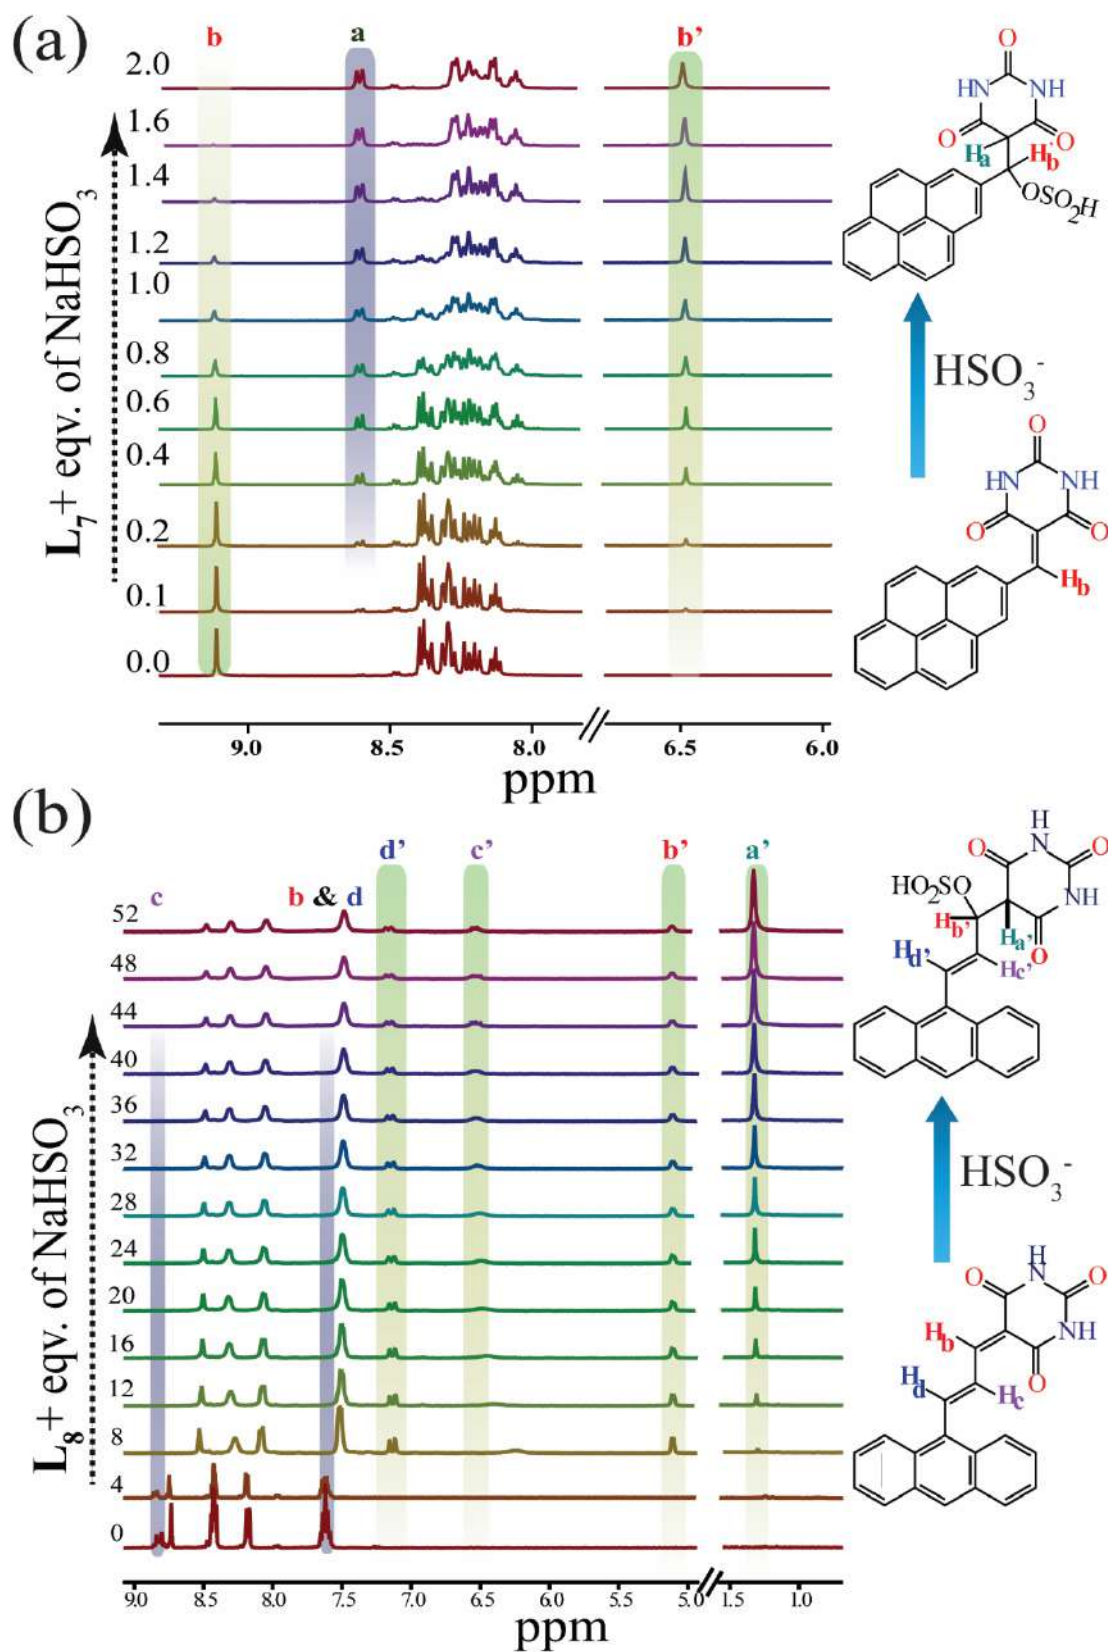 (a)
b
a
b'
2.0
1.6
1.4
1.2
1.0
0.8
0.6
0.4
0.2
0.1
0.0
L7+ eqv. of NaHSO3
9.0 8.5 8.0 6.5 6.0
ppm
O
HN NH
O O
Ha Hb'
OSO2H
HSO3-
O
HN NH
O O
Hb
(b)
d' c' b' a'
c b & d
52
48
44
40
36
32
28
24
20
16
12
8
4
0
L8+ eqv. of NaHSO3
9.0 8.5 8.0 7.5 7.0 6.5 6.0 5.5 5.0 1.5 1.0
ppm
H
O N O
HO2SO NH
Hb' Ha' O
Hd' Hc'
HSO3-
H
O N O
Hb NH
Hd O
Hc